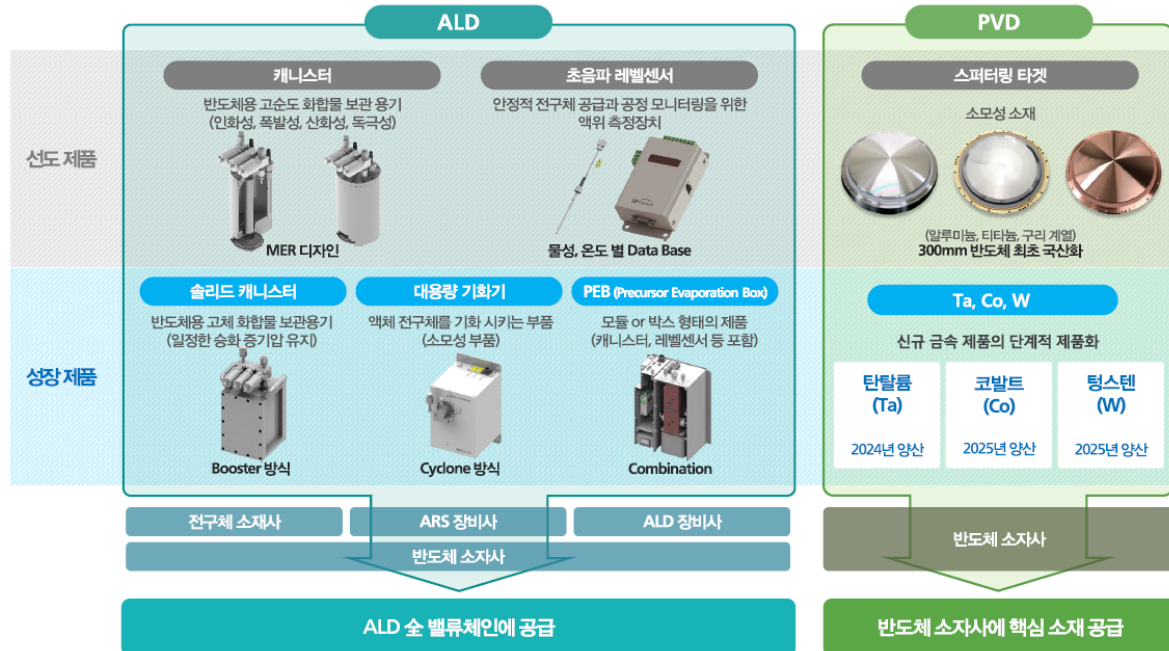 ALD
PVD
선도 제품
캐니스터
반도체용 고순도 화합물 보관 용기
(인화성, 폭발성, 산화성, 독극성)
MER 디자인
초음파 레벨센서
안정적 전구체 공급과 공정 모니터링을 위한
액위 측정장치
물성, 온도 별 Data Base
스퍼터링 타겟
소모성 소재
(알루미늄, 티타늄, 구리 계열)
300mm 반도체 최초 국산화
성장 제품
솔리드 캐니스터
반도체용 고체 화합물 보관용기
(일정한 승화 증기압 유지)
Booster 방식
대용량 기화기
액체 전구체를 기화 시키는 부품
(소모성 부품)
Cyclone 방식
PEB (Precursor Evaporation Box)
모듈 or 박스 형태의 제품
(캐니스터, 레벨센서 등 포함)
Combination
Ta, Co, W
신규 금속 제품의 단계적 제품화
탄탈륨
(Ta)
2024년 양산
코발트
(Co)
2025년 양산
텅스텐
(W)
2025년 양산
전구체 소재사
ARS 장비사
ALD 장비사
반도체 소자사
반도체 소자사
ALD 全 밸류체인에 공급
반도체 소자사에 핵심 소재 공급